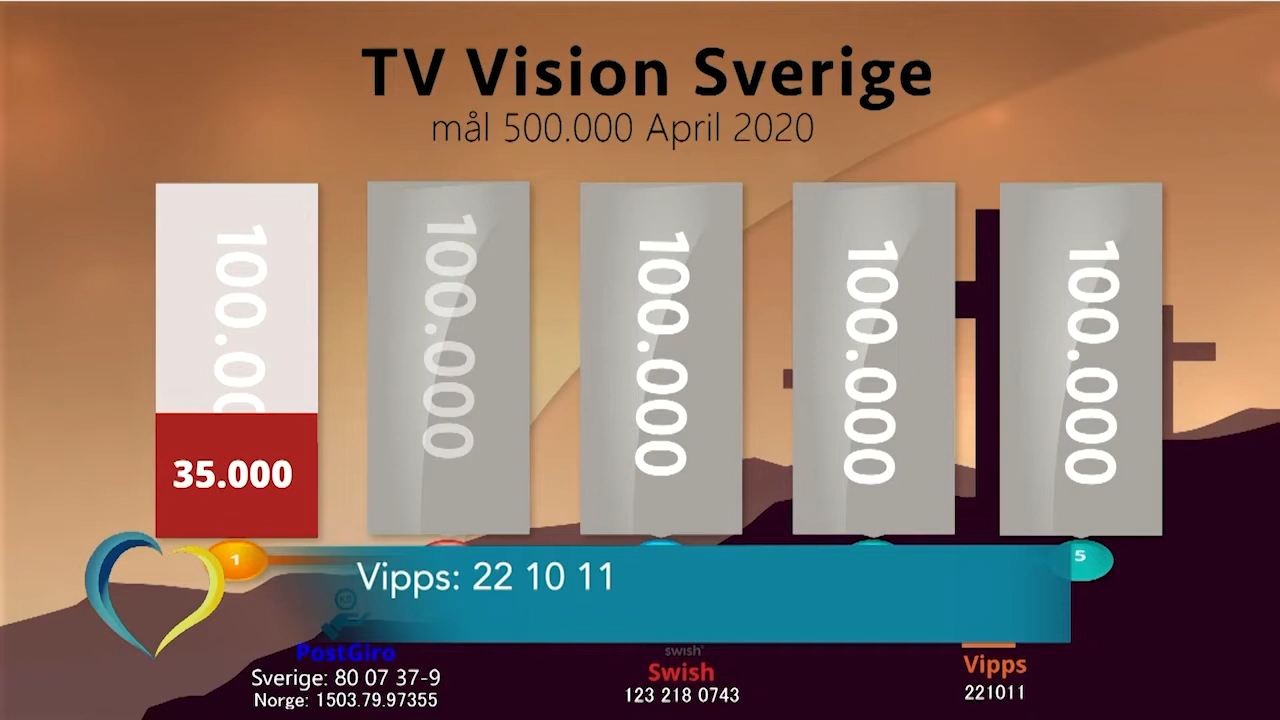 TV Vision Sverige
mål 500.000 April 2020
100.00
100.000
100.000
100.000
100.000
35.000
1
5
Vipps: 22 10 11
PostGiro
Sverige: 80 07 37-9
Norge: 1503.79.97355
swish
Swish
123 218 0743
Vipps
221011